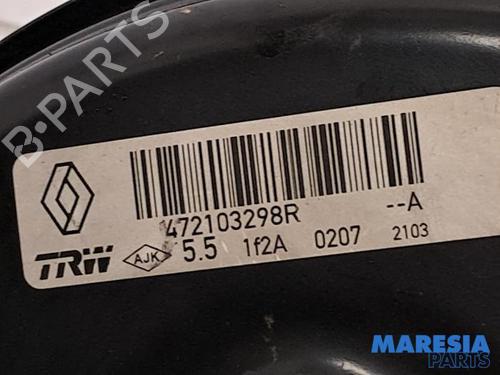 B-PARTS
472103298R --A
TRW AJK 5.5 1f2A 0207 2103
MARESIA
PARTS